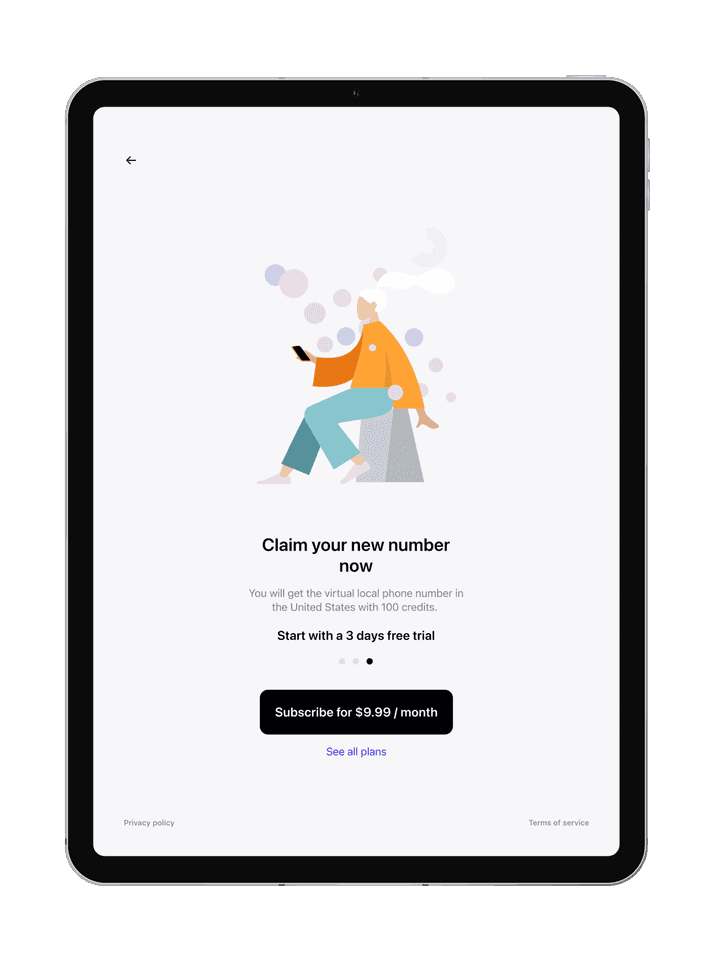 Claim your new number
now
You will get the virtual local phone number in
the United States with 100 credits.
Start with a 3 days free trial
Subscribe for $9.99 / month
See all plans
Privacy policy
Terms of service